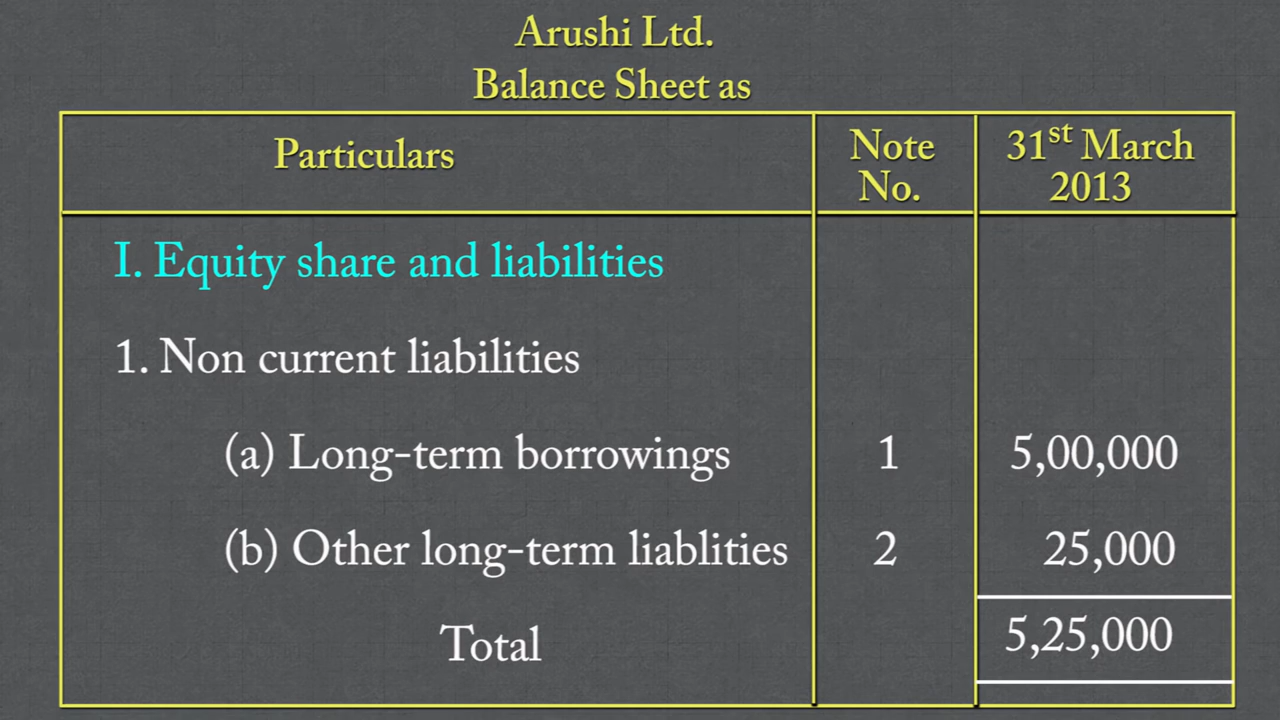 Arushi Ltd.
Balance Sheet as
Particulars
Note
No.
31st March
2013
I. Equity share and liabilities
1. Non current liabilities
(a) Long-term borrowings 1 5,00,000
(b) Other long-term liablities 2 25,000
Total 5,25,000